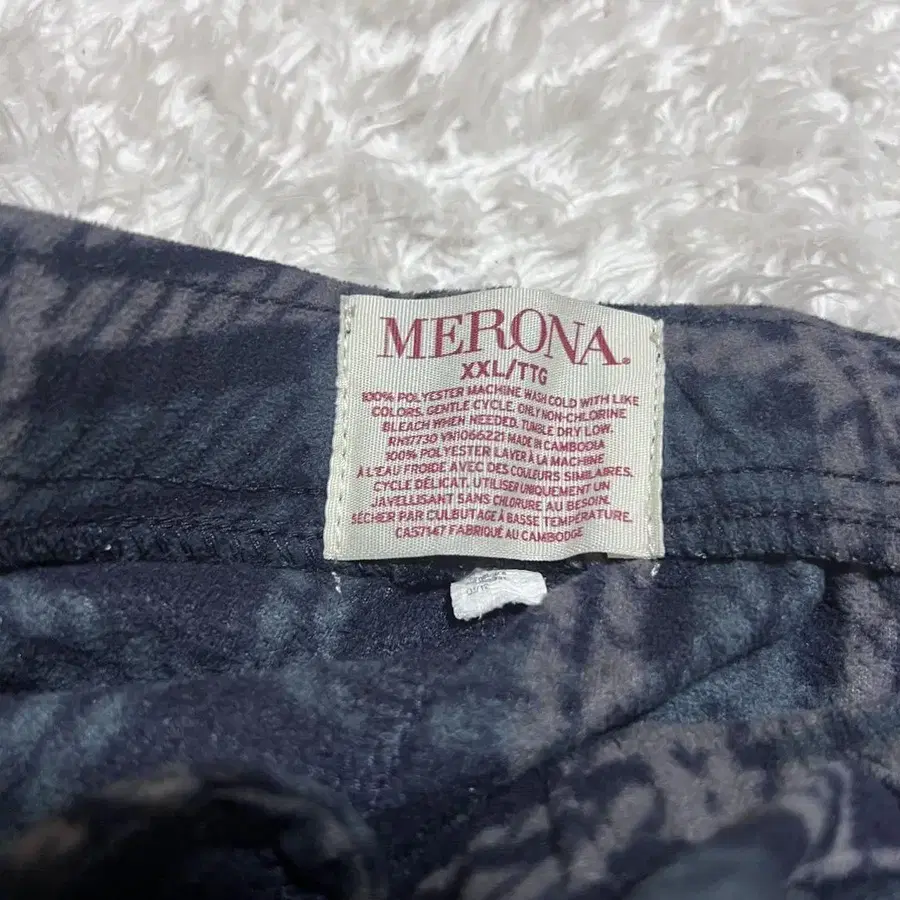 MERONA®
XXL/TTG
100% POLYESTER MACHINE WASH COLD WITH LIKE
COLORS. GENTLE CYCLE. ONLY NON-CHLORINE
BLEACH WHEN NEEDED. TUMBLE DRY LOW.
RN17730 VN1066221 MADE IN CAMBODIA
100% POLYESTER LAVER À LA MACHINE
À L'EAU FROIDE AVEC DES COULEURS SIMILAIRES.
CYCLE DÉLICAT. UTILISER UNIQUEMENT UN
JAVELLISANT SANS CHLORURE AU BESOIN.
SÉCHER PAR CULBUTAGE À BASSE TEMPÉRATURE.
CA57147 FABRIQUÉ AU CAMBODGE